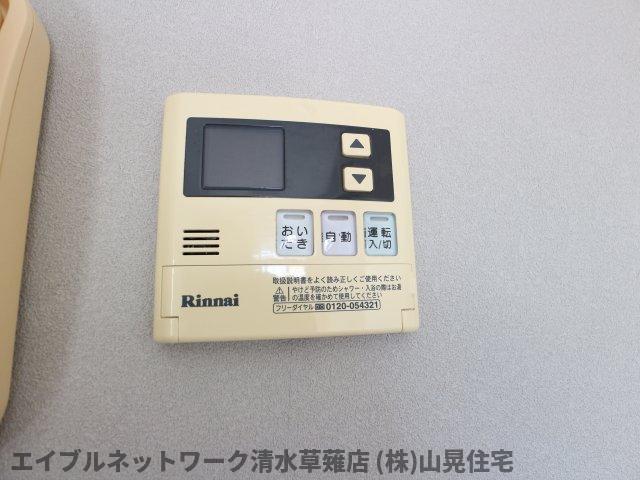 おい
だき
自動
運転
入/切
Rinnai
取扱説明書をよく読み正しくご使用ください
警告 やけど予防のためシャワー・入浴の際はお湯
の温度を確かめて使用してください
フリーダイヤル 0120-054321
エイブルネットワーク清水草薙店 (株)山晃住宅